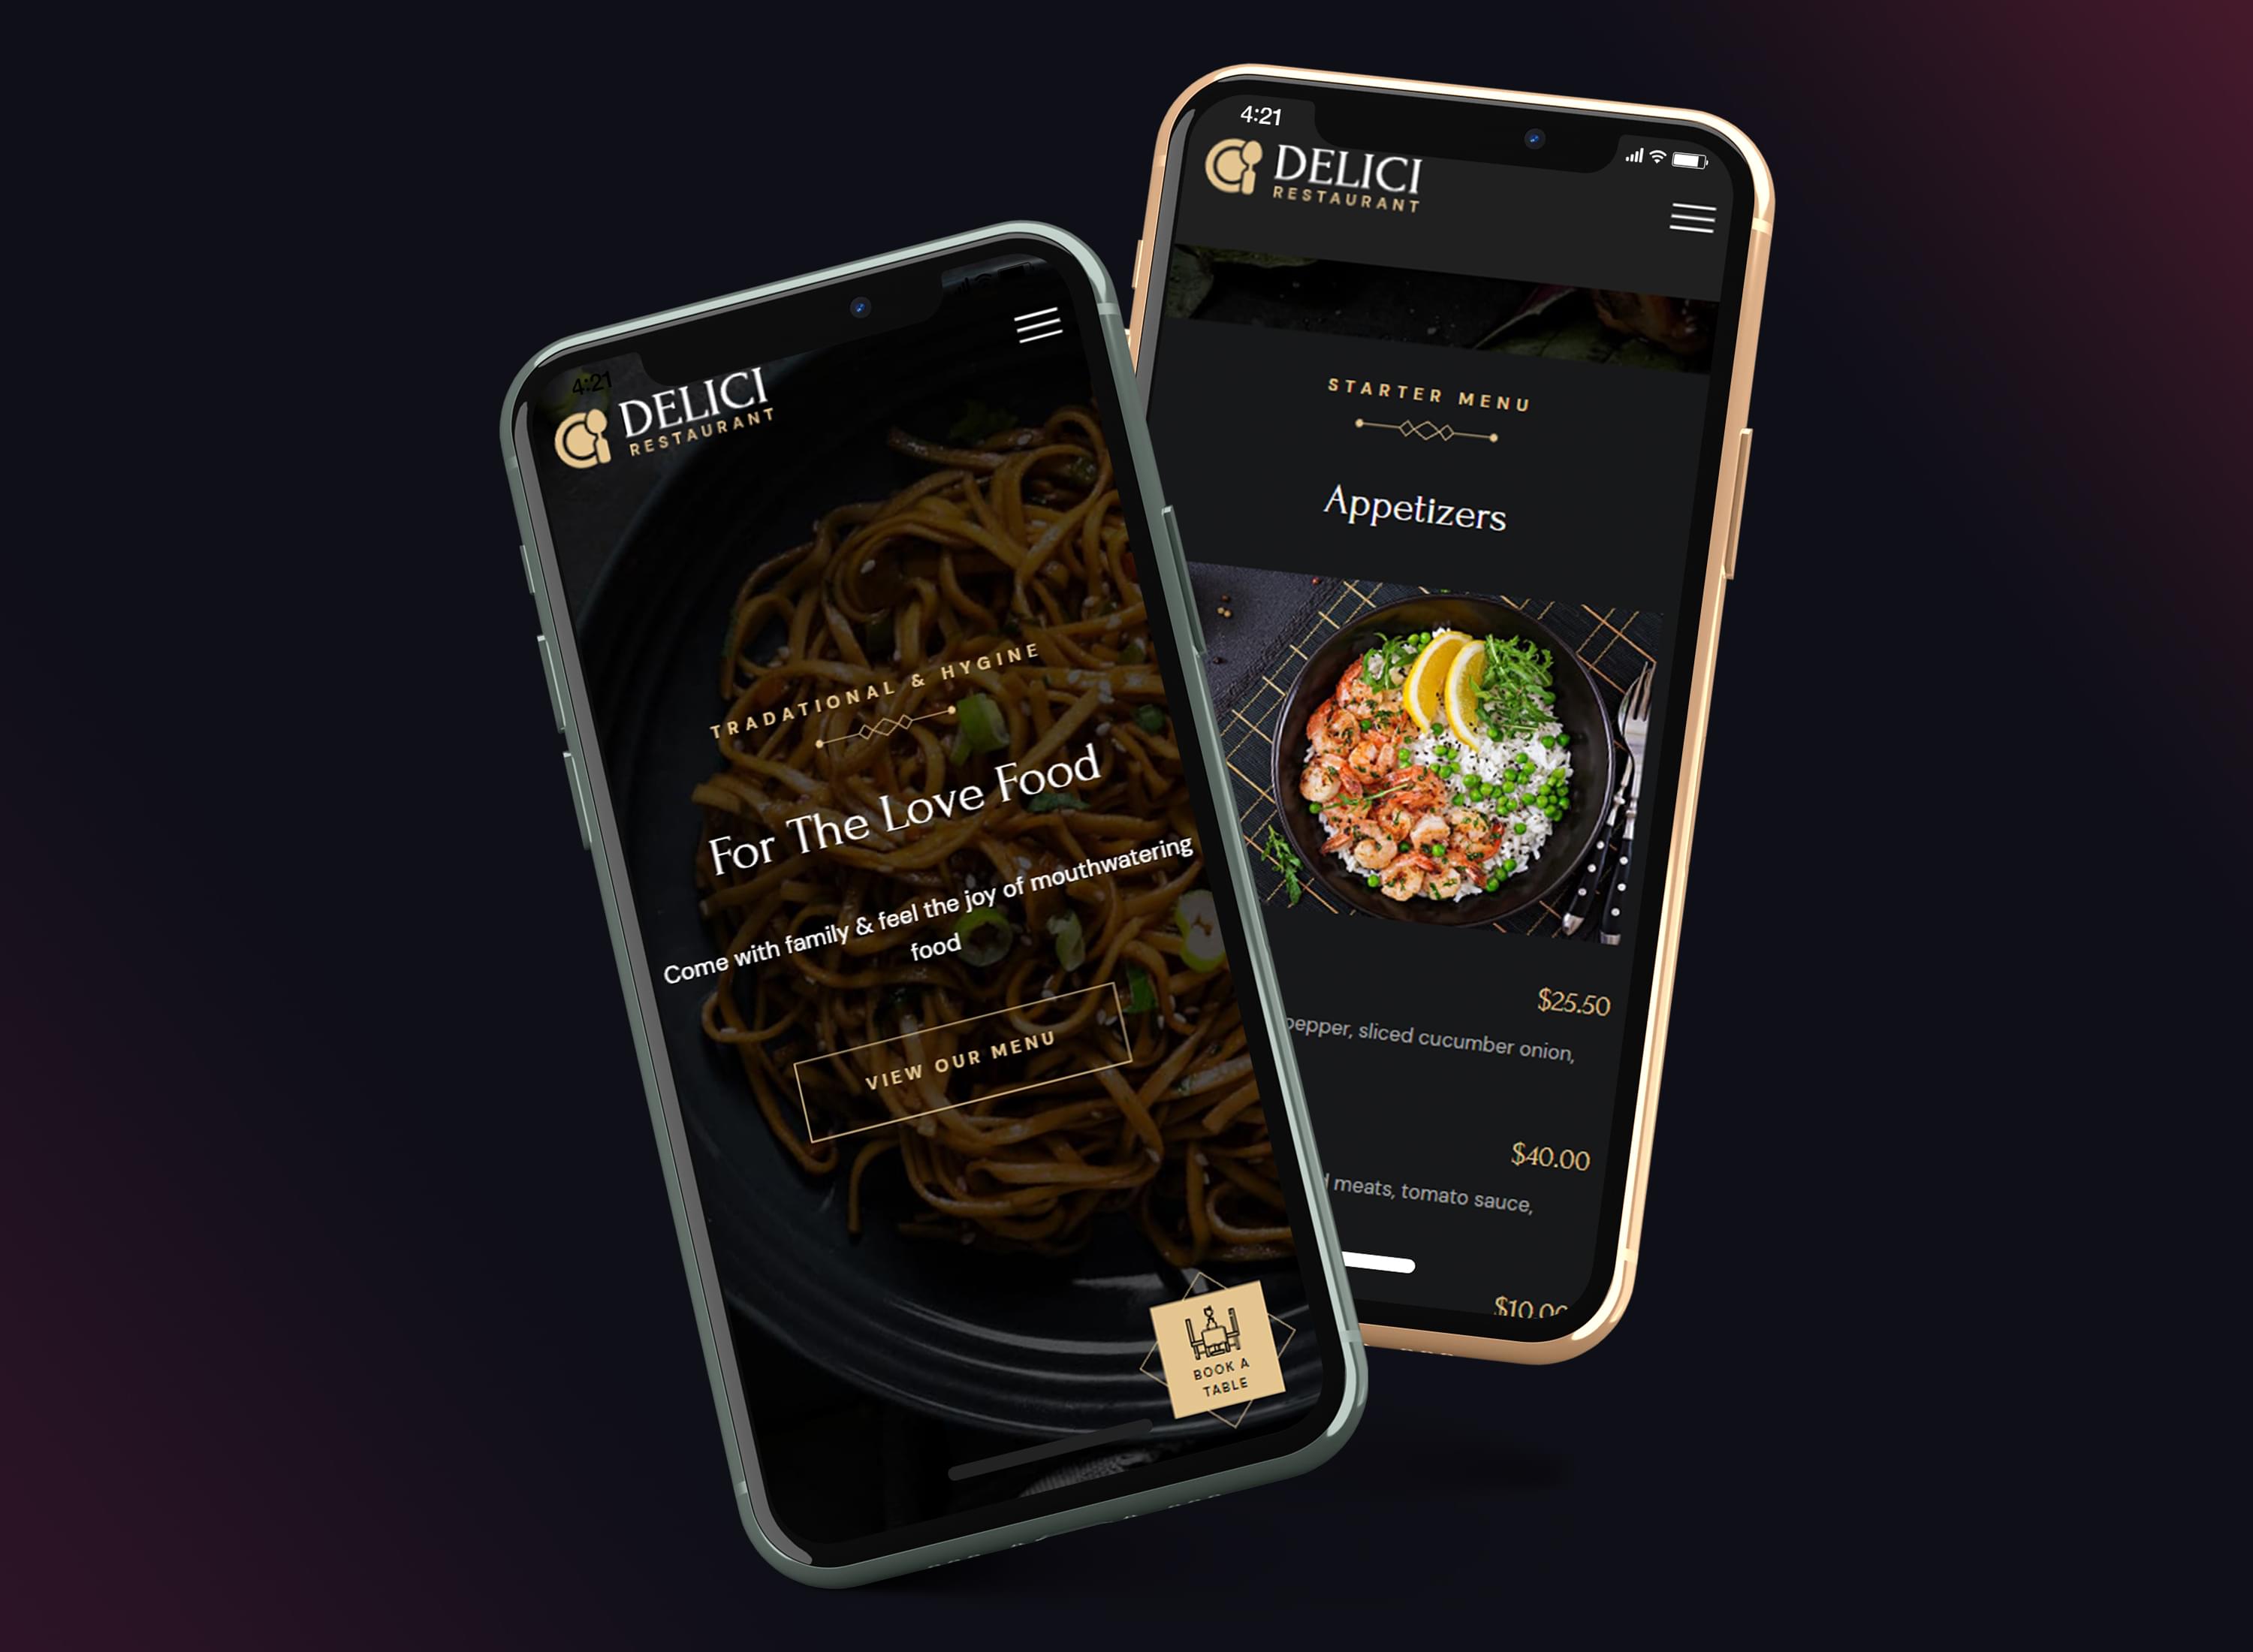 4:21
DELICI
RESTAURANT
TRADATIONAL & HYGINE
For The Love Food
Come with family & feel the joy of mouthwatering
food
VIEW OUR MENU
BOOK A
TABLE
4:21
DELICI
RESTAURANT
STARTER MENU
Appetizers
$25.50
pepper, sliced cucumber onion,
$40.00
meats, tomato sauce,
$10.00